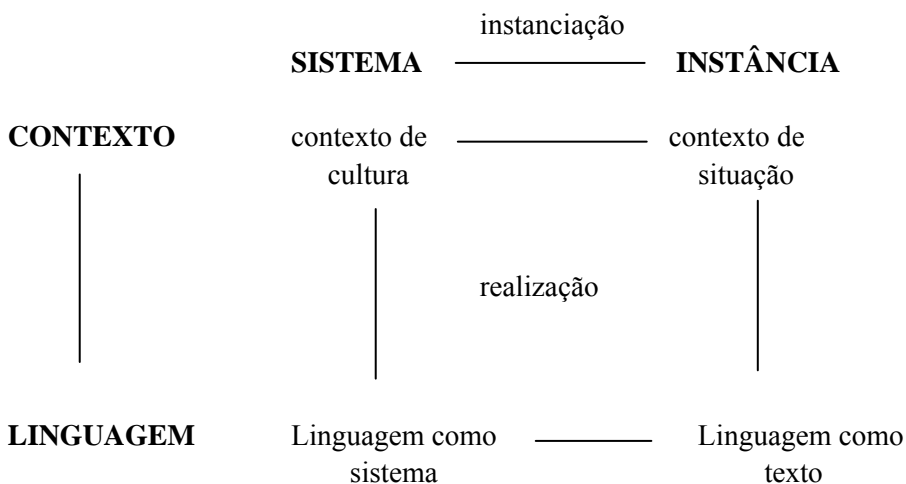 instanciação
SISTEMA INSTÂNCIA
CONTEXTO contexto de contexto de
cultura situação
realização
LINGUAGEM Linguagem como Linguagem como
sistema texto